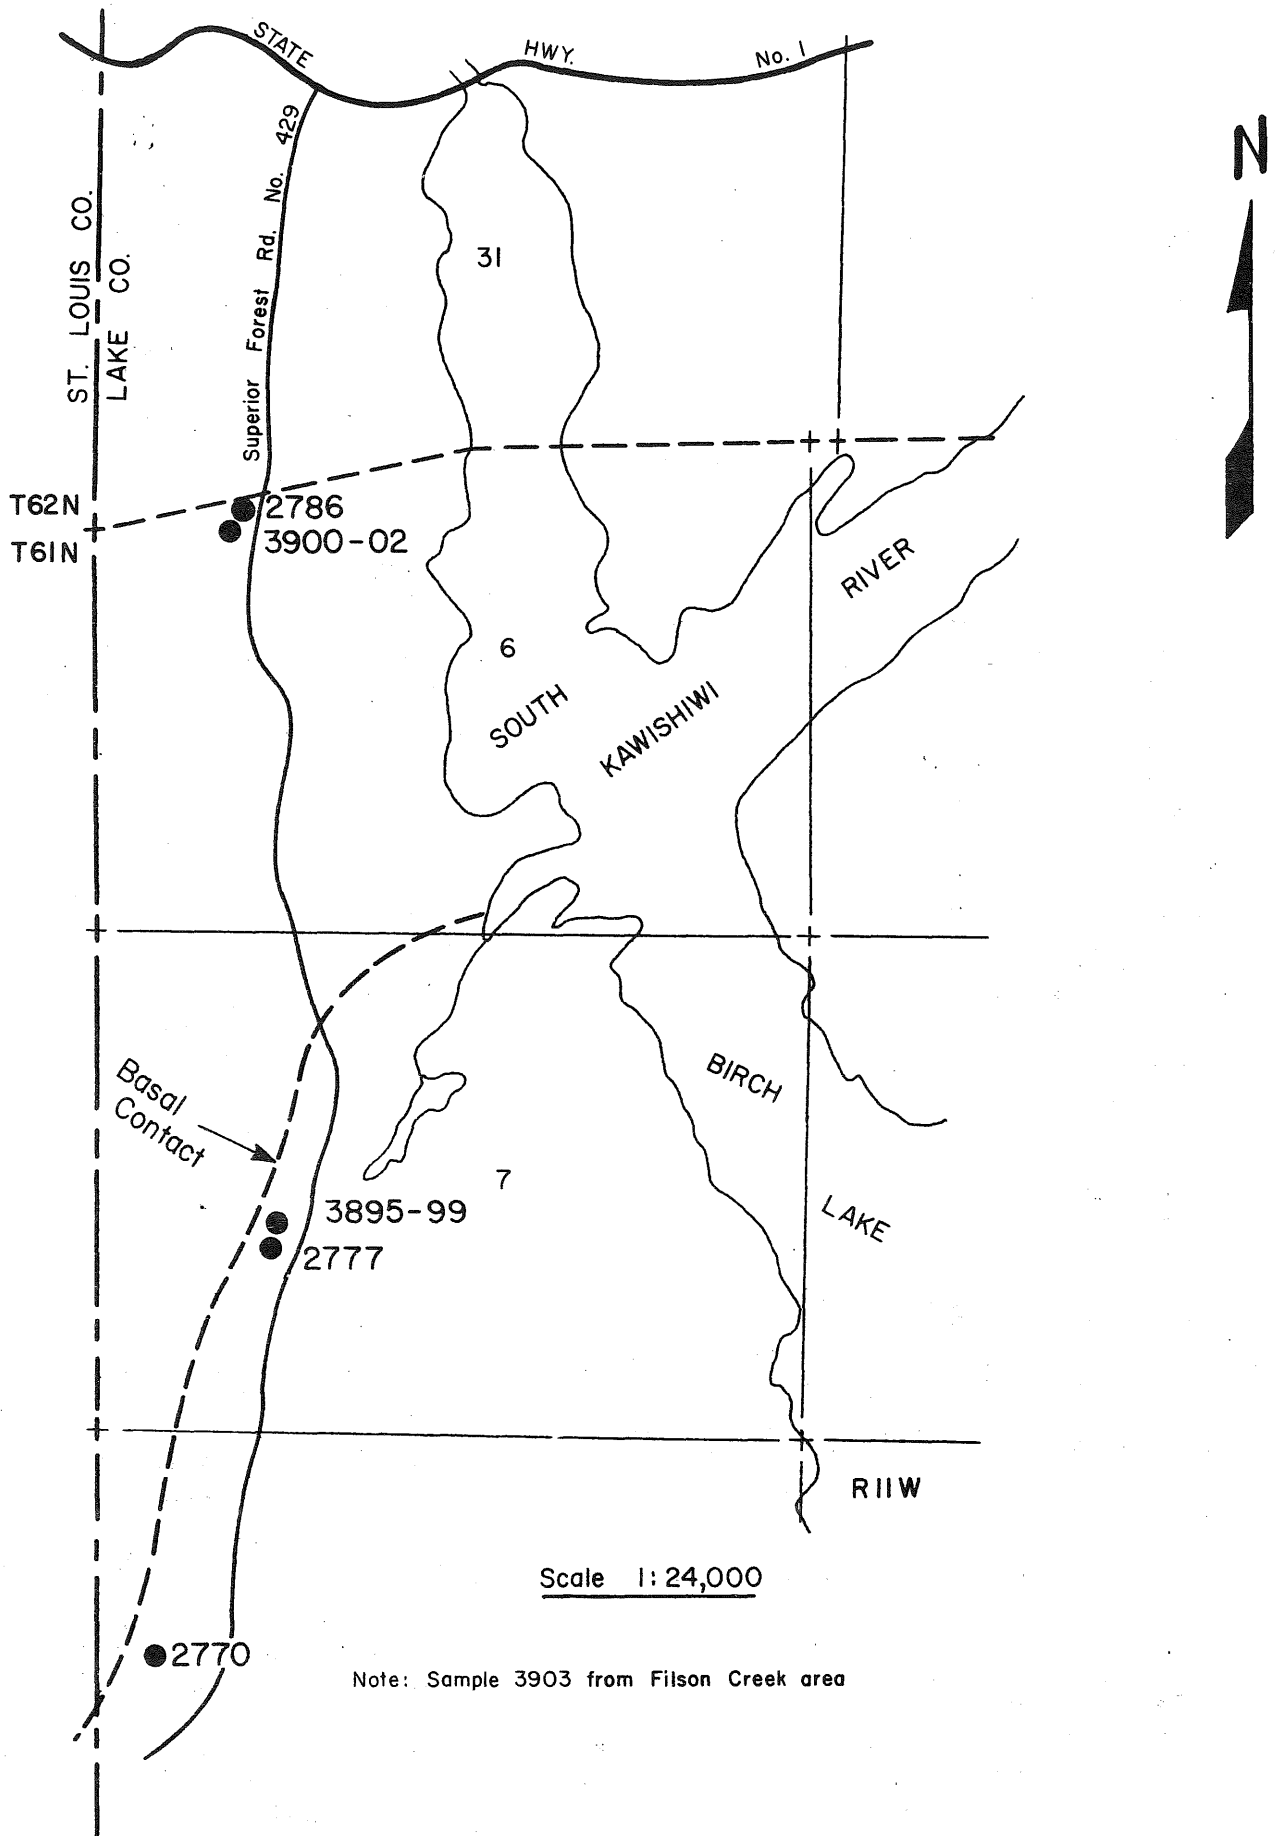 STATE HWY. No. 1
N
Superior Forest Rd. No. 429
ST. LOUIS CO.
LAKE CO.
31
T62N
T61N
2786
3900-02
RIVER
6
SOUTH KAWISHIWI
Basal
Contact
BIRCH
LAKE
7
3895-99
2777
R11W
Scale 1:24,000
2770
Note: Sample 3903 from Filson Creek area